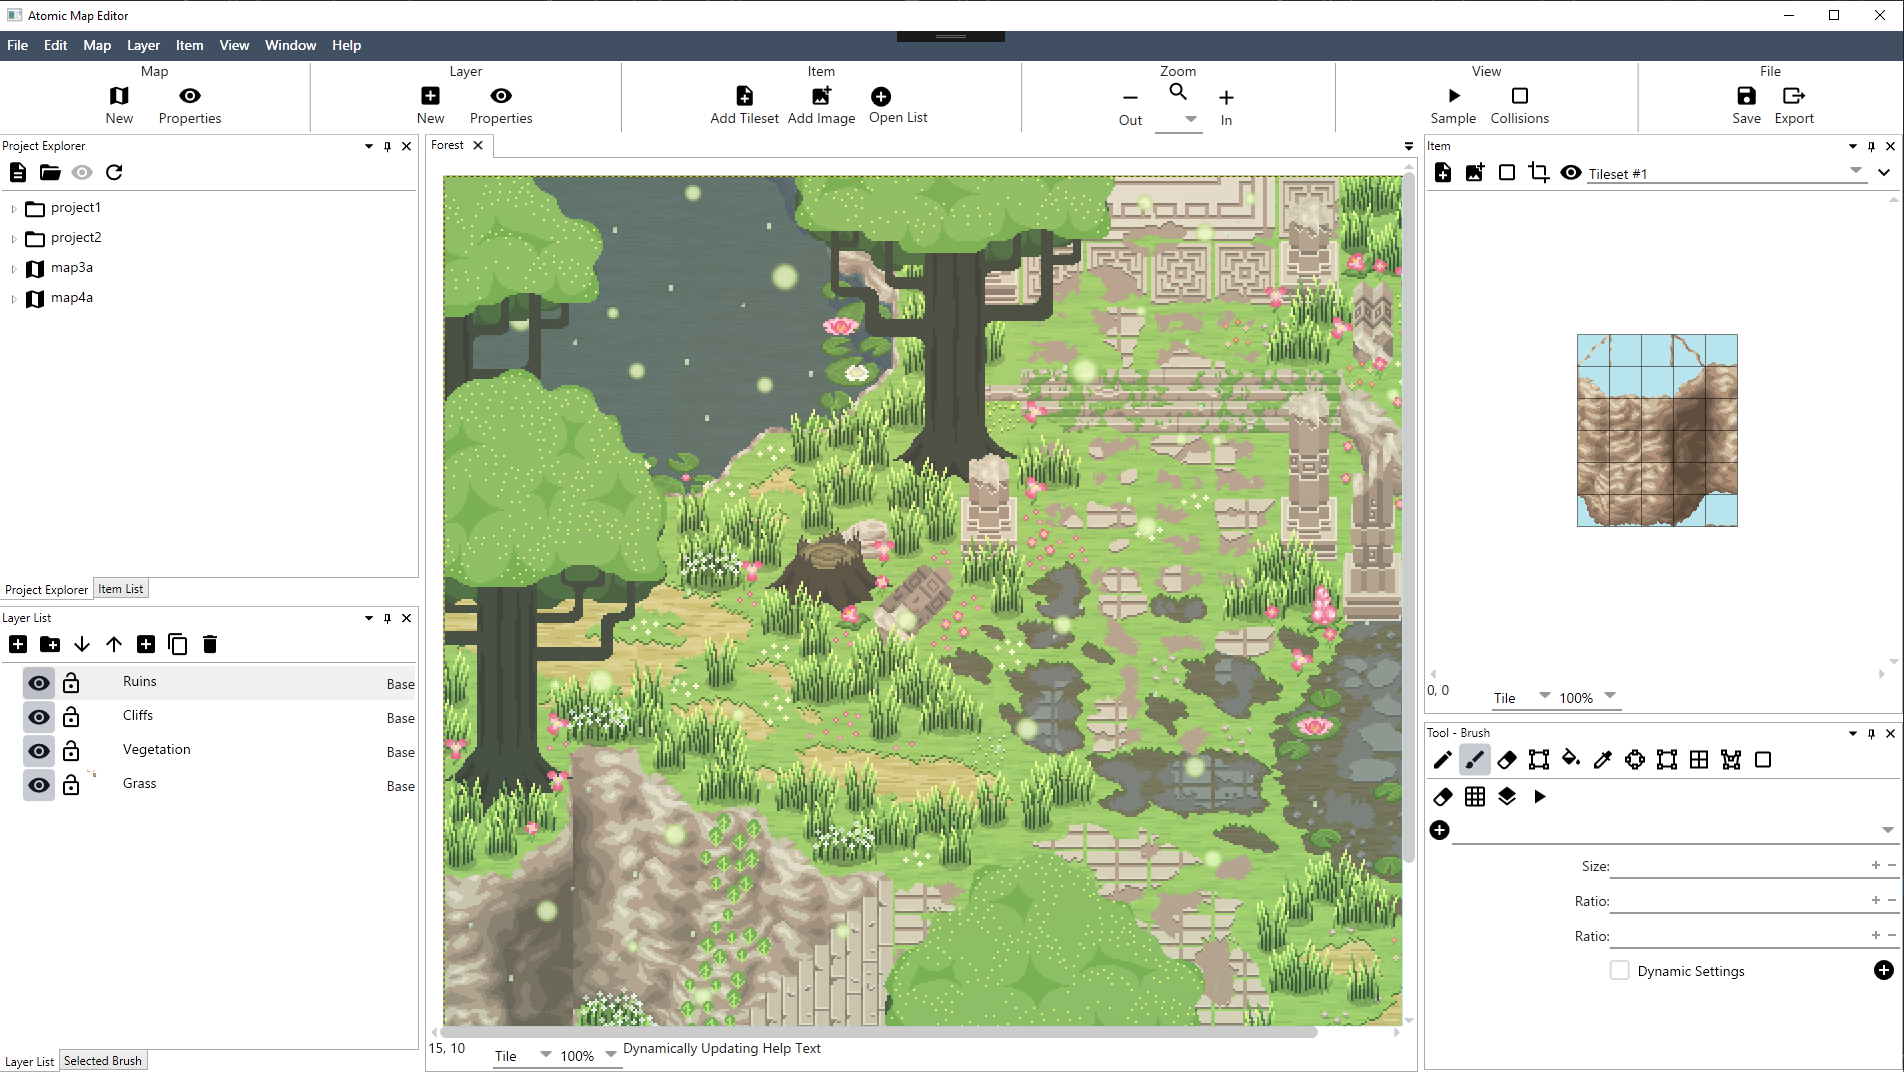 Atomic Map Editor
File Edit Map Layer Item View Window Help
Map
New Properties
Layer
New Properties
Item
Add Tileset Add Image Open List
Zoom
Out In
View
Sample Collisions
File
Save Export
Project Explorer
project1
project2
map3a
map4a
Project Explorer Item List
Layer List
Ruins Base
Cliffs Base
Vegetation Base
Grass Base
Layer List Selected Brush
Forest
15, 10 Tile 100% Dynamically Updating Help Text
Item
Tileset #1
0, 0 Tile 100%
Tool - Brush
Size:
Ratio:
Ratio:
Dynamic Settings